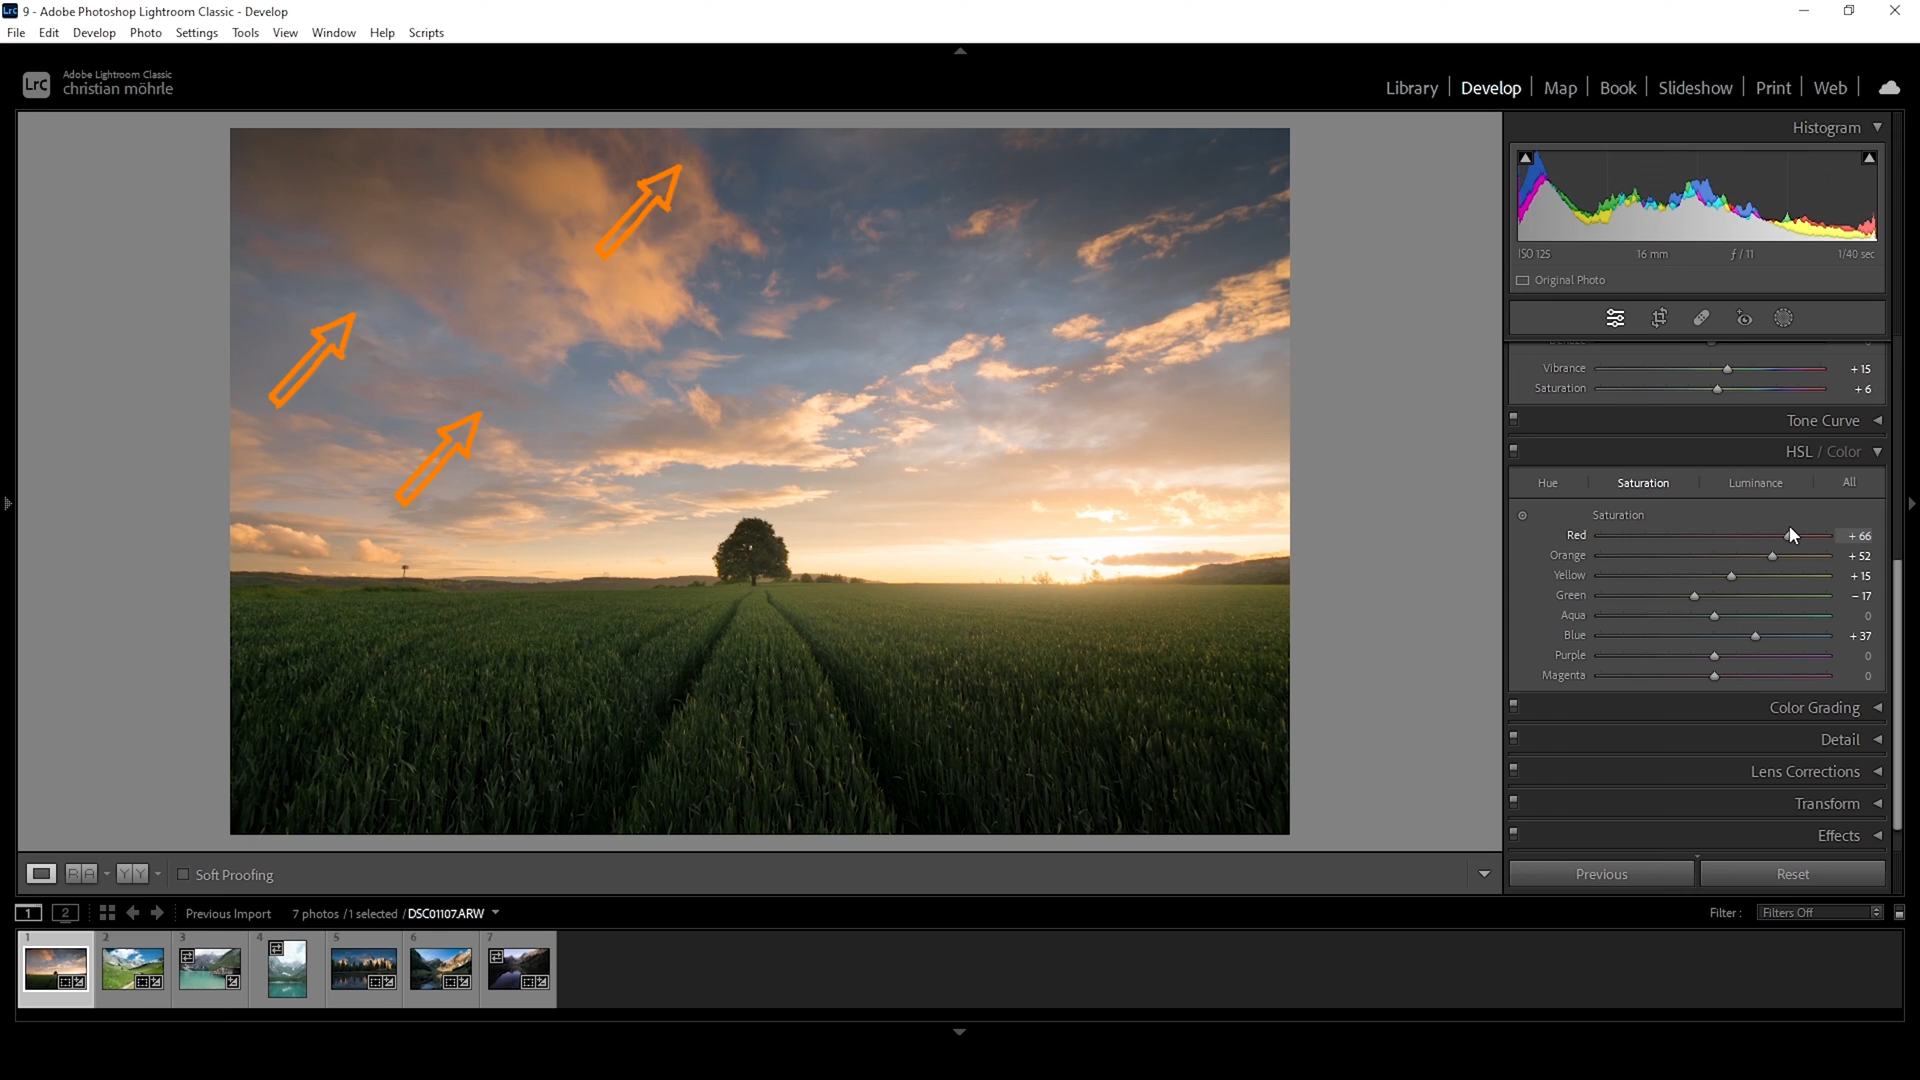 9 - Adobe Photoshop Lightroom Classic - Develop
File Edit Develop Photo Settings Tools View Window Help Scripts
LrC Adobe Lightroom Classic
christian möhrle
Library Develop Map Book Slideshow Print Web
Histogram
ISO 125 16 mm ƒ / 11 1/40 sec
Original Photo
Vibrance + 15
Saturation + 6
Tone Curve
HSL / Color
Hue Saturation Luminance All
Saturation
Red + 66
Orange + 52
Yellow + 15
Green − 17
Aqua 0
Blue + 37
Purple 0
Magenta 0
Color Grading
Detail
Lens Corrections
Transform
Effects
Previous Reset
R A Y Y Soft Proofing
1 2 Previous Import 7 photos / 1 selected / DSC01107.ARW Filter : Filters Off
1 2 3 4 5 6 7